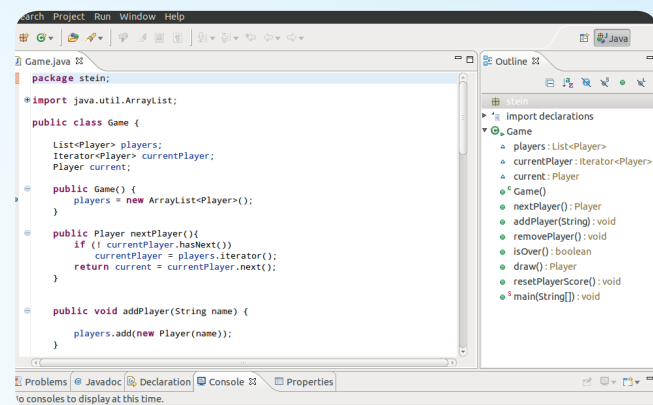 earch Project Run Window Help
Java
Game.java
package stein;
import java.util.ArrayList;
public class Game {
List<Player> players;
Iterator<Player> currentPlayer;
Player current;
public Game() {
players = new ArrayList<Player>();
}
public Player nextPlayer(){
if (! currentPlayer.hasNext())
currentPlayer = players.iterator();
return current = currentPlayer.next();
}
public void addPlayer(String name) {
players.add(new Player(name));
}
Outline
stein
import declarations
Game
players : List<Player>
currentPlayer : Iterator<Player>
current : Player
Game()
nextPlayer() : Player
addPlayer(String) : void
removePlayer() : void
isOver() : boolean
draw() : Player
resetPlayerScore() : void
main(String[]) : void
Problems @ Javadoc Declaration Console Properties
o consoles to display at this time.